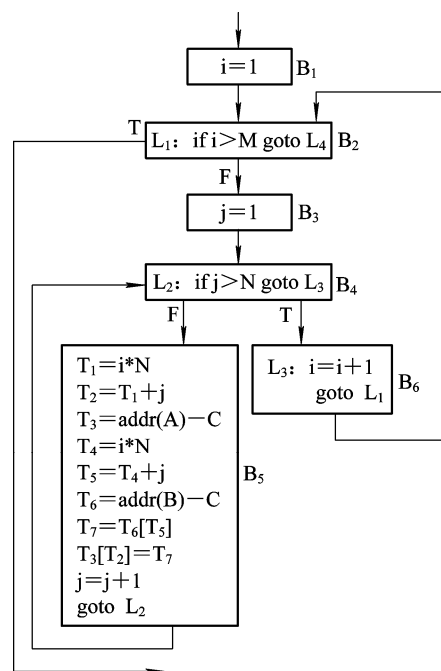 i=1 B₁
T
L₁: if i>M goto L₄ B₂
F
j=1 B₃
L₂: if j>N goto L₃ B₄
F T
T₁=i*N
T₂=T₁+j
T₃=addr(A)−C
T₄=i*N
T₅=T₄+j
T₆=addr(B)−C
T₇=T₆[T₅]
T₃[T₂]=T₇
j=j+1
goto L₂
B₅
L₃: i=i+1
goto L₁
B₆